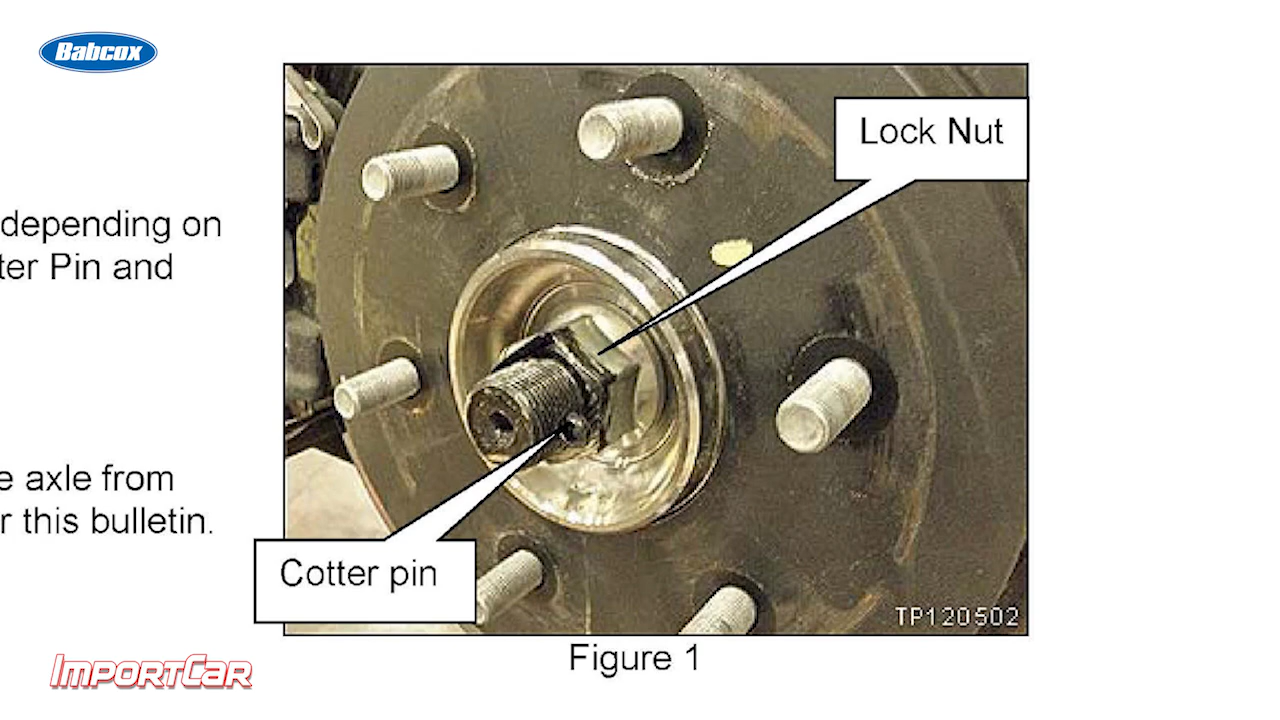 Babcox
Lock Nut
depending on
ter Pin and
e axle from
r this bulletin.
Cotter pin
TP120502
Figure 1
ImportCar